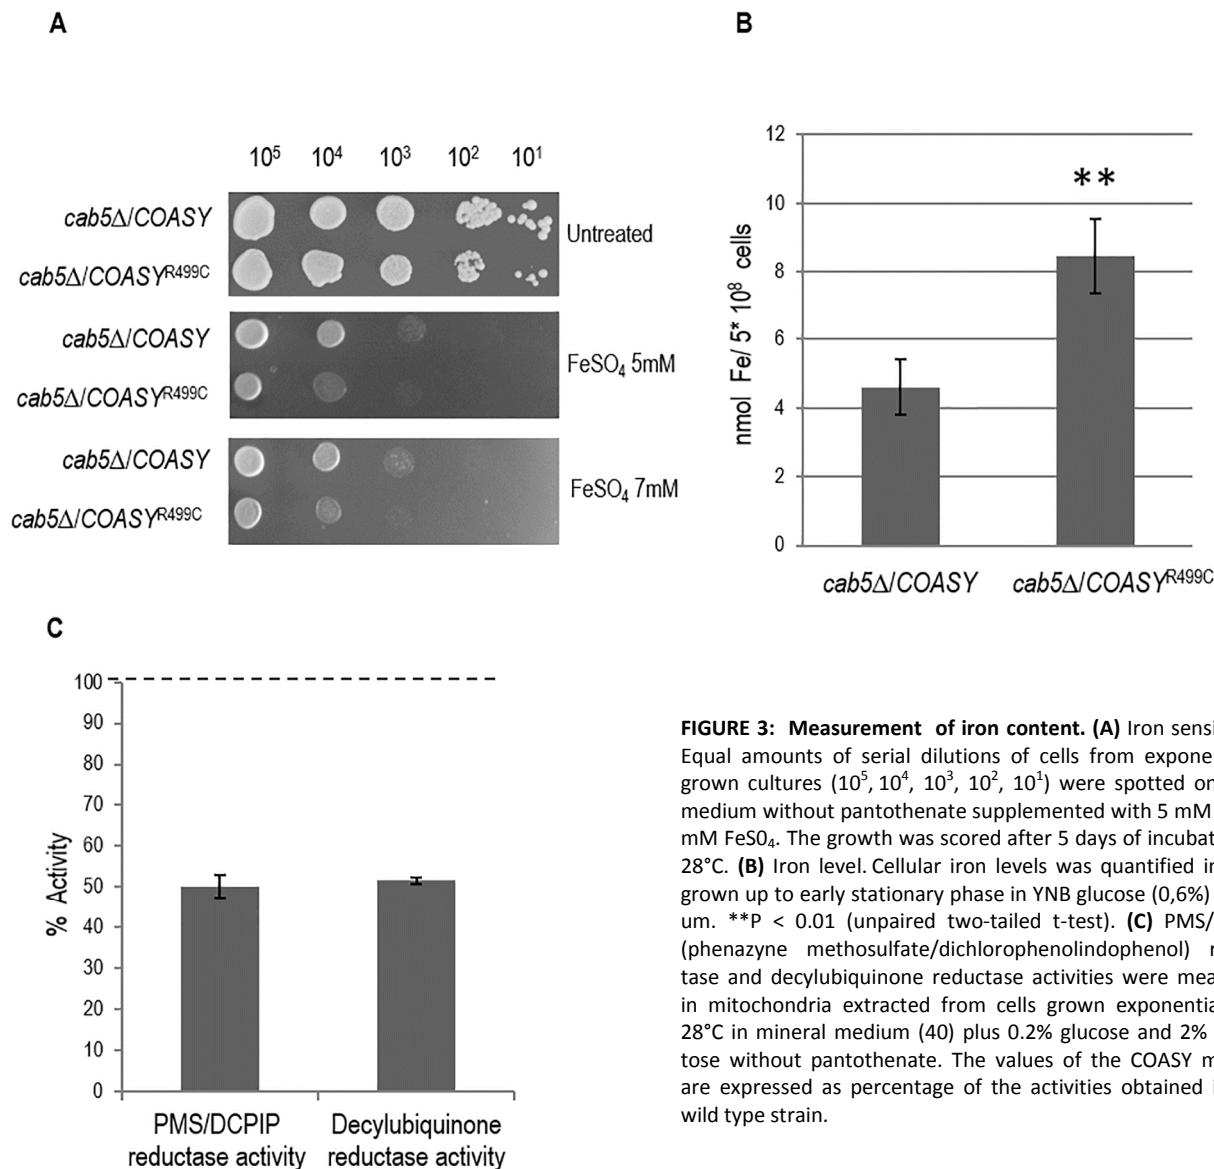 A
10⁵ 10⁴ 10³ 10² 10¹
cab5Δ/COASY
cab5Δ/COASYᴿ⁴⁹⁹ᶜ
Untreated
cab5Δ/COASY
cab5Δ/COASYᴿ⁴⁹⁹ᶜ
FeSO₄ 5mM
cab5Δ/COASY
cab5Δ/COASYᴿ⁴⁹⁹ᶜ
FeSO₄ 7mM
B
nmol Fe/ 5* 10⁸ cells
12
10
8
6
4
2
0
**
cab5Δ/COASY
cab5Δ/COASYᴿ⁴⁹⁹ᶜ
C
% Activity
100
90
80
70
60
50
40
30
20
10
0
PMS/DCPIP
reductase activity
Decylubiquinone
reductase activity
FIGURE 3: Measurement of iron content. (A) Iron sensi
Equal amounts of serial dilutions of cells from expone
grown cultures (10⁵, 10⁴, 10³, 10², 10¹) were spotted on
medium without pantothenate supplemented with 5 mM
mM FeS0₄. The growth was scored after 5 days of incubat
28°C. (B) Iron level. Cellular iron levels was quantified in
grown up to early stationary phase in YNB glucose (0,6%)
um. **P < 0.01 (unpaired two-tailed t-test). (C) PMS/
(phenazyne methosulfate/dichlorophenolindophenol) r
tase and decylubiquinone reductase activities were mea
in mitochondria extracted from cells grown exponentia
28°C in mineral medium (40) plus 0.2% glucose and 2%
tose without pantothenate. The values of the COASY m
are expressed as percentage of the activities obtained i
wild type strain.